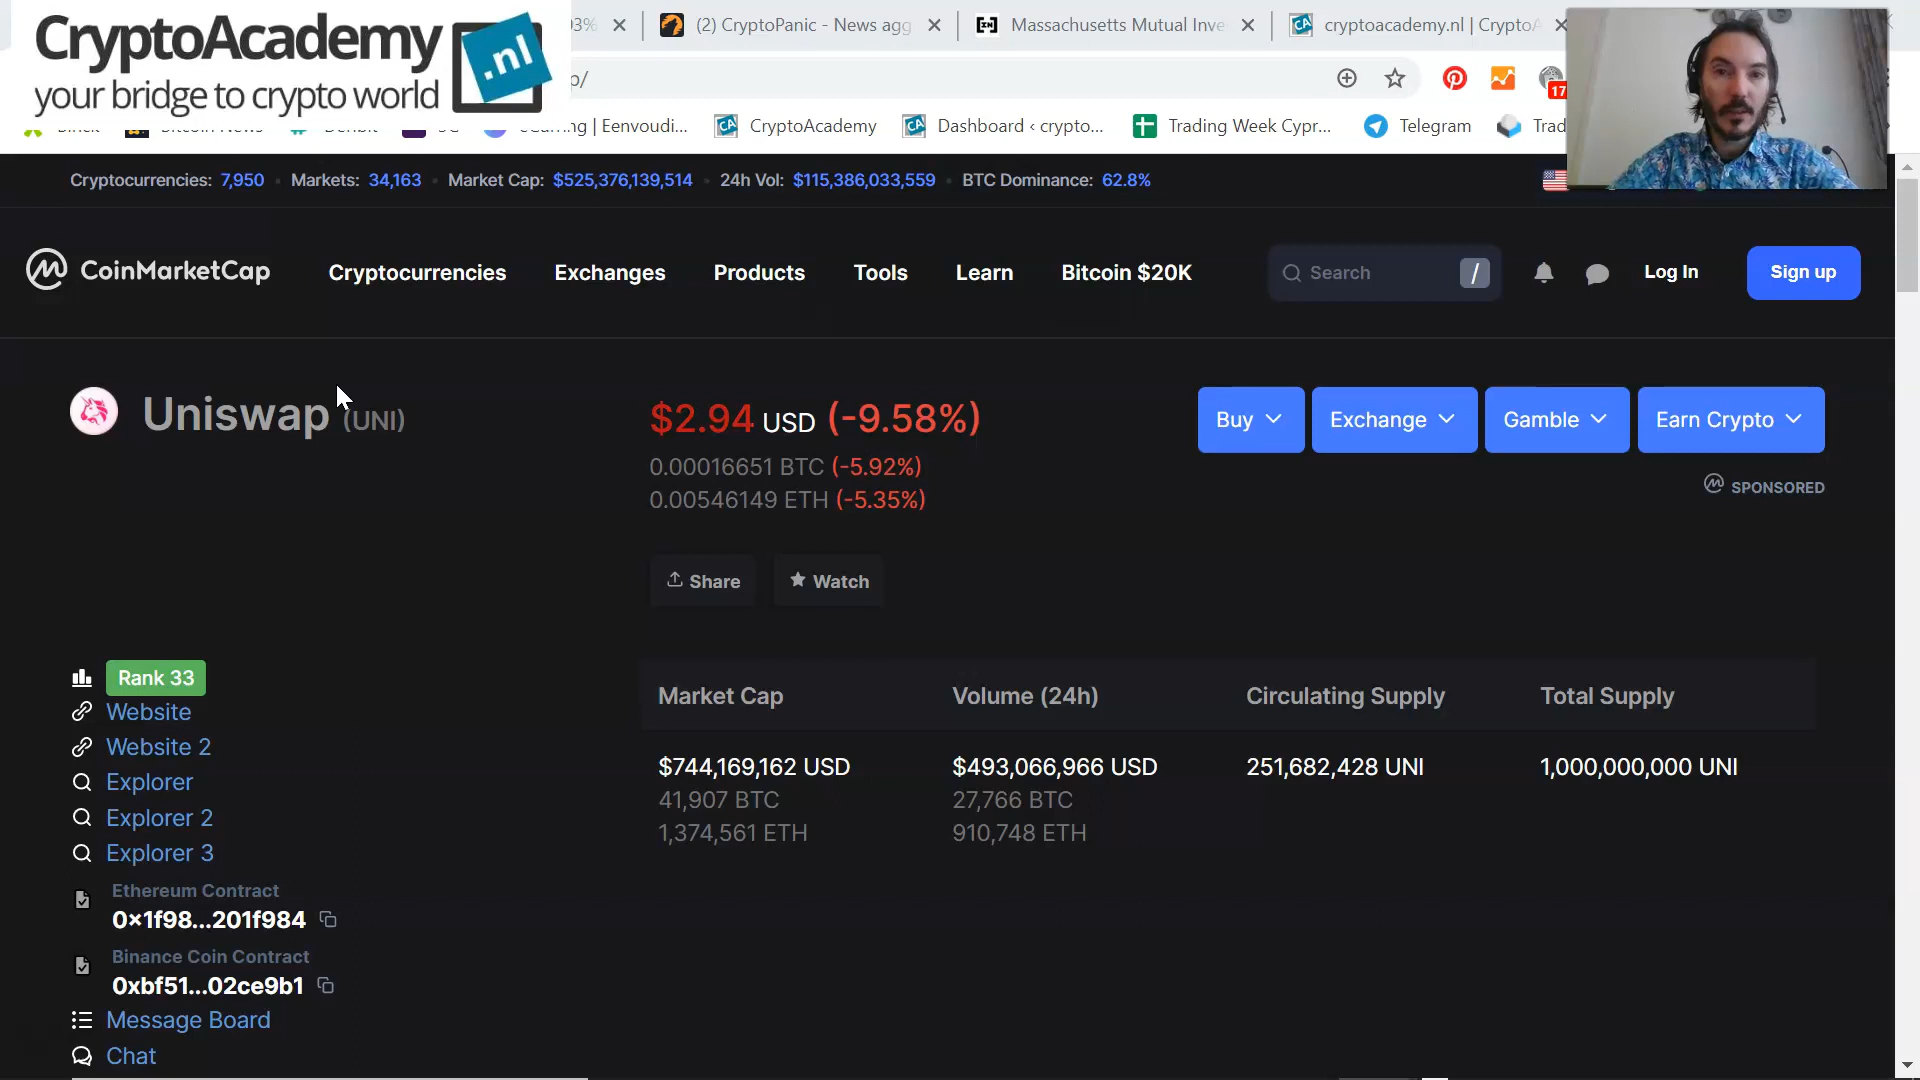 CryptoAcademy
.nl
your bridge to crypto world
93%
(2) CryptoPanic - News agg
Massachusetts Mutual Inve
cryptoacademy.nl | CryptoA
p/
17
| Eenvoudi...
CryptoAcademy
Dashboard ‹ crypto...
Trading Week Cypr...
Telegram
Trad
Cryptocurrencies: 7,950
Markets: 34,163
Market Cap: $525,376,139,514
24h Vol: $115,386,033,559
BTC Dominance: 62.8%
CoinMarketCap
Cryptocurrencies
Exchanges
Products
Tools
Learn
Bitcoin $20K
Search
/
Log In
Sign up
Uniswap (UNI)
$2.94 USD (-9.58%)
0.00016651 BTC (-5.92%)
0.00546149 ETH (-5.35%)
Buy
Exchange
Gamble
Earn Crypto
SPONSORED
Share
Watch
Rank 33
Website
Website 2
Explorer
Explorer 2
Explorer 3
Ethereum Contract
0×1f98...201f984
Binance Coin Contract
0xbf51...02ce9b1
Message Board
Chat
Market Cap
Volume (24h)
Circulating Supply
Total Supply
$744,169,162 USD
$493,066,966 USD
251,682,428 UNI
1,000,000,000 UNI
41,907 BTC
27,766 BTC
1,374,561 ETH
910,748 ETH